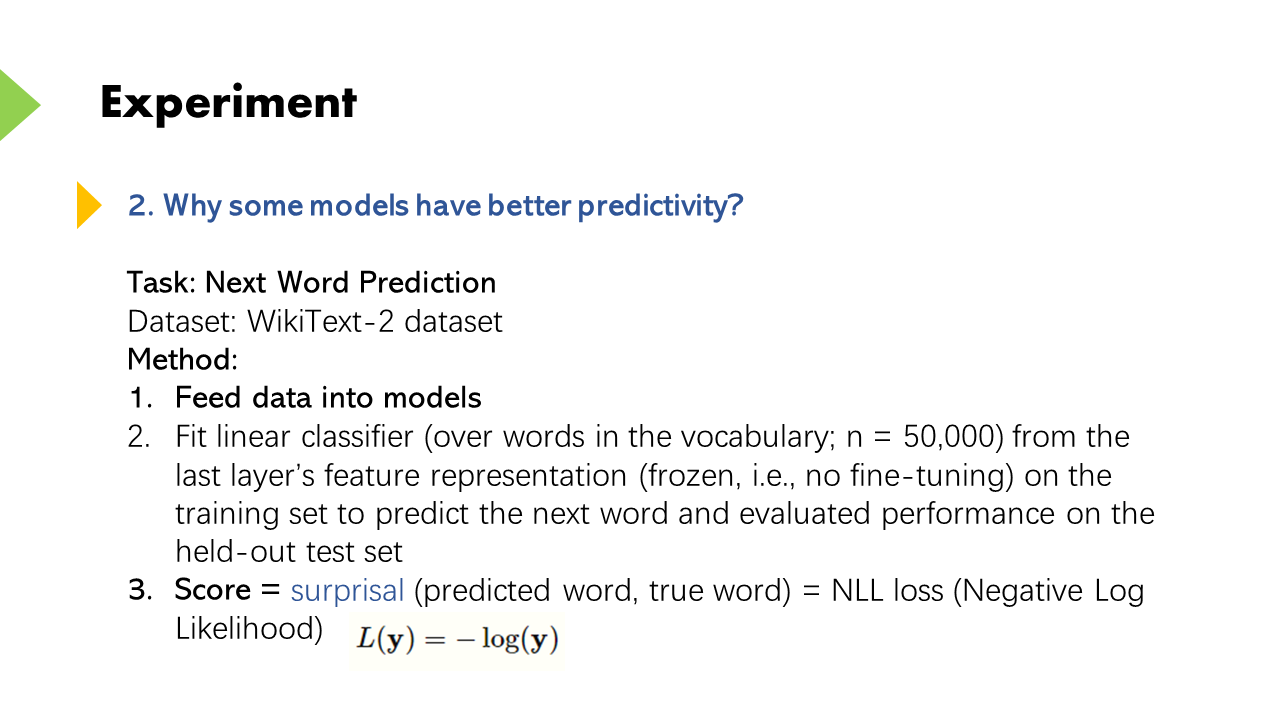 Experiment
2. Why some models have better predictivity?
Task: Next Word Prediction
Dataset: WikiText-2 dataset
Method:
1. Feed data into models
2. Fit linear classifier (over words in the vocabulary; n = 50,000) from the
last layer’s feature representation (frozen, i.e., no fine-tuning) on the
training set to predict the next word and evaluated performance on the
held-out test set
3. Score = surprisal (predicted word, true word) = NLL loss (Negative Log
Likelihood) L(y) = − log(y)